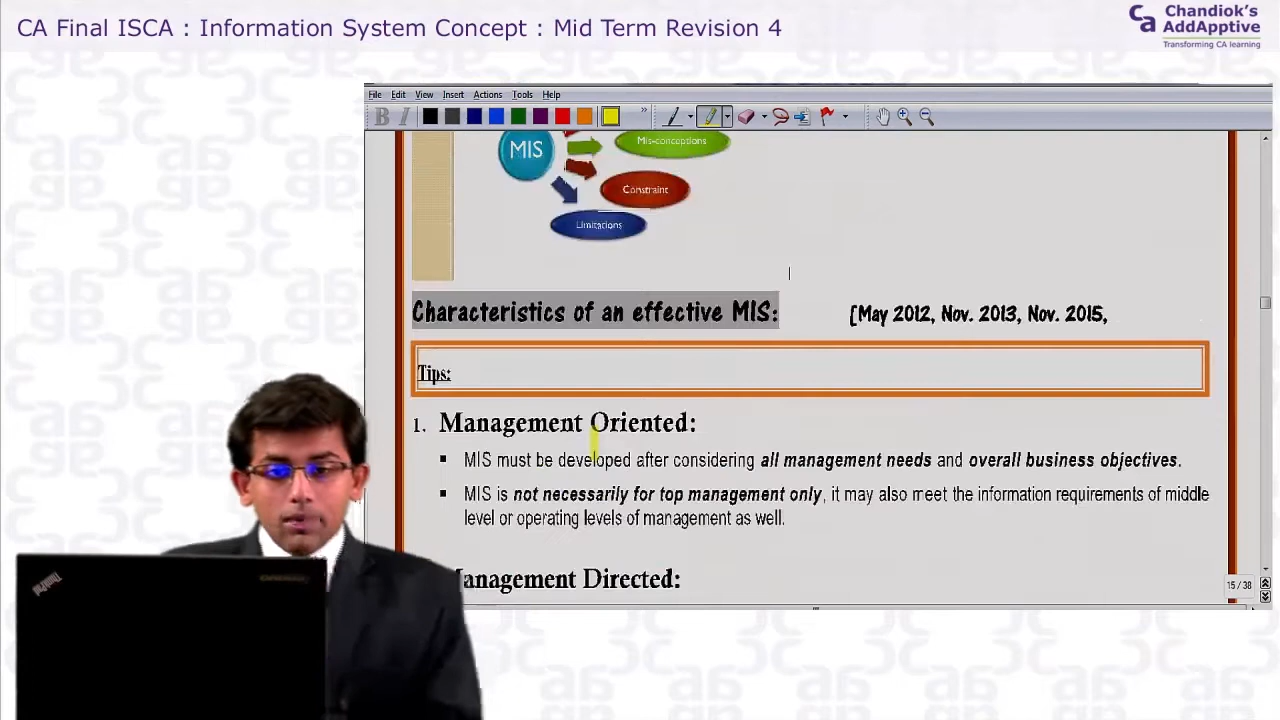 CA Final ISCA : Information System Concept : Mid Term Revision 4
Ca Chandiok's
AddApptive
Transforming CA learning
File Edit View Insert Actions Tools Help
B I
MIS
Mis-conceptions
Constraint
Limitations
Characteristics of an effective MIS: [May 2012, Nov. 2013, Nov. 2015,
Tips:
1. Management Oriented:
▪ MIS must be developed after considering all management needs and overall business objectives.
▪ MIS is not necessarily for top management only, it may also meet the information requirements of middle
level or operating levels of management as well.
Management Directed:
15 / 38
ThinkPad